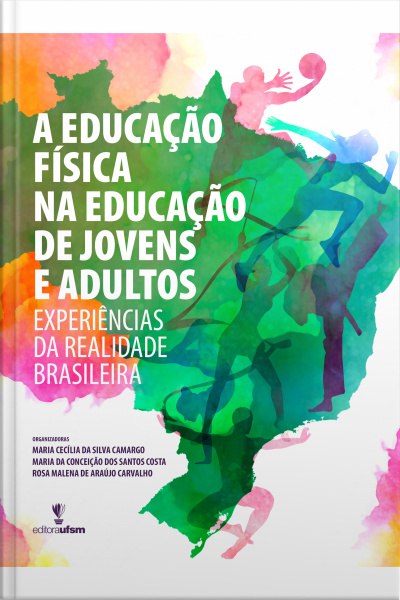 A EDUCAÇÃO
FÍSICA
NA EDUCAÇÃO
DE JOVENS
E ADULTOS
EXPERIÊNCIAS
DA REALIDADE
BRASILEIRA
ORGANIZADORAS
MARIA CECÍLIA DA SILVA CAMARGO
MARIA DA CONCEIÇÃO DOS SANTOS COSTA
ROSA MALENA DE ARAÚJO CARVALHO
editoraufsm